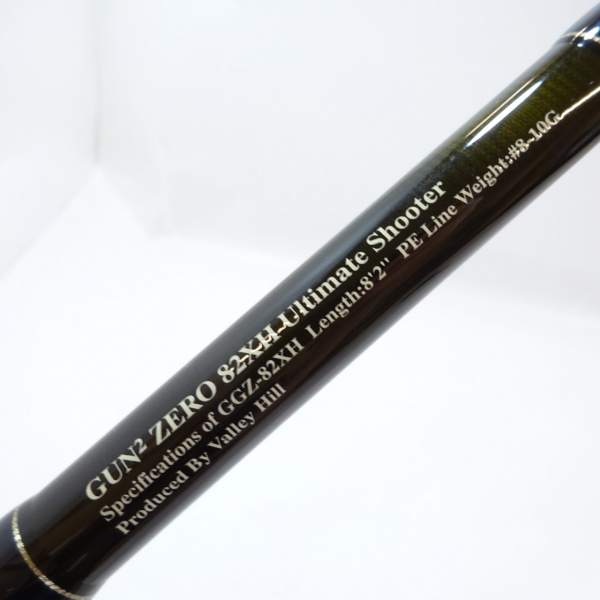 GUN² ZERO 82XH Ultimate Shooter
Specifications of GGZ-82XH Length:8'2" PE Line Weight:#8-10G
Produced By Valley Hill